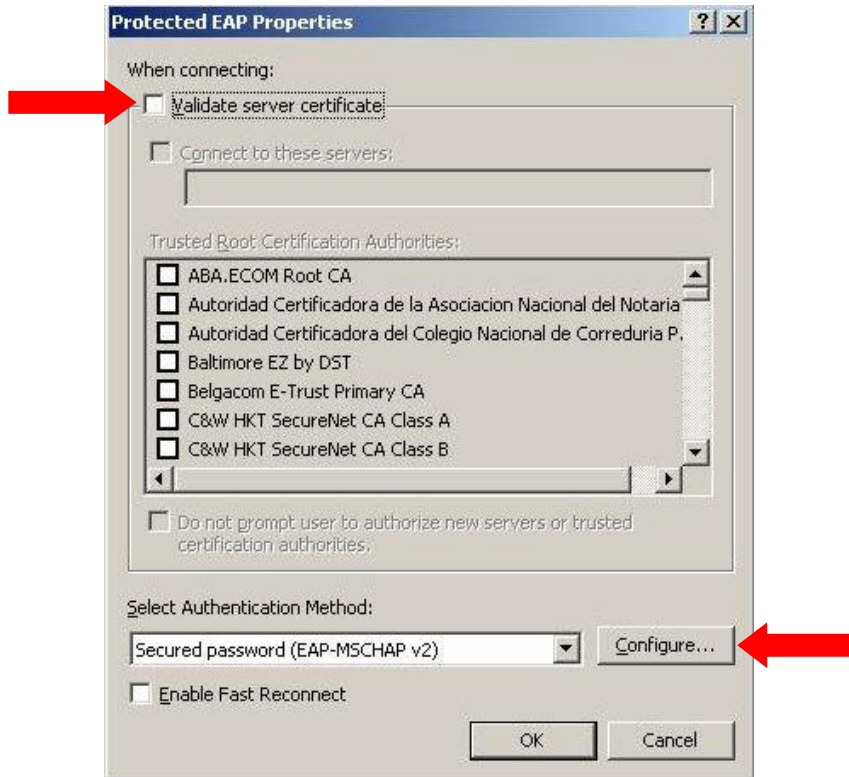 Protected EAP Properties
When connecting:
Validate server certificate
Connect to these servers:
Trusted Root Certification Authorities:
ABA.ECOM Root CA
Autoridad Certificadora de la Asociacion Nacional del Notaria
Autoridad Certificadora del Colegio Nacional de Correduria P.
Baltimore EZ by DST
Belgacom E-Trust Primary CA
C&W HKT SecureNet CA Class A
C&W HKT SecureNet CA Class B
Do not prompt user to authorize new servers or trusted
certification authorities.
Select Authentication Method:
Secured password (EAP-MSCHAP v2)
Configure...
Enable Fast Reconnect
OK Cancel